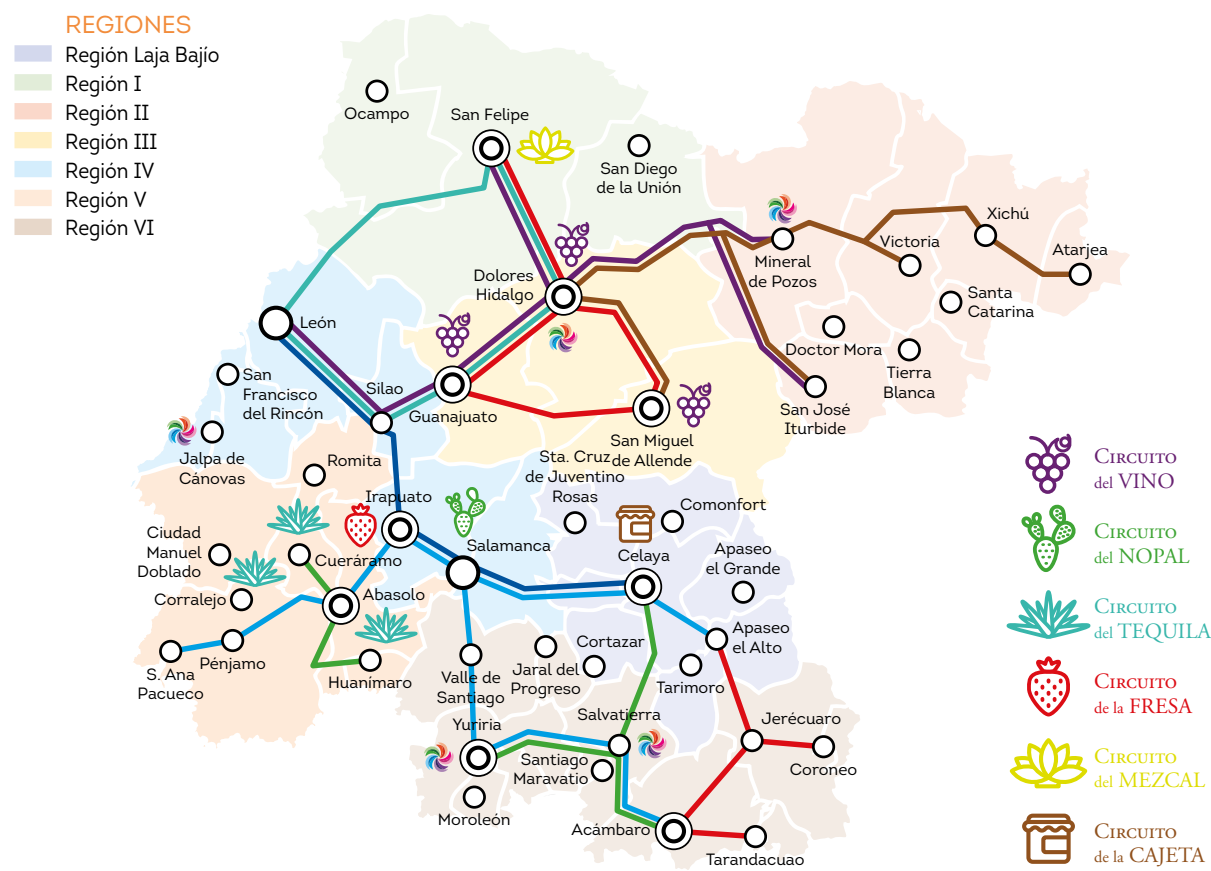 REGIONES
Región Laja Bajío
Región I
Región II
Región III
Región IV
Región V
Región VI
Ocampo
San Felipe
San Diego
de la Unión
Xichú
Victoria
Atarjea
Mineral
de Pozos
Dolores
Hidalgo
Santa
Catarina
León
Doctor Mora
Tierra
Blanca
San
Francisco
del Rincón
Silao
Guanajuato
San José
Iturbide
San Miguel
de Allende
Jalpa de
Cánovas
Romita
Sta. Cruz
de Juventino
Rosas
Irapuato
Comonfort
Ciudad
Manuel
Doblado
Cuerámaro
Salamanca
Celaya
Apaseo
el Grande
Corralejo
Abasolo
Apaseo
el Alto
Cortazar
S. Ana
Pacueco
Pénjamo
Huanímaro
Valle de
Santiago
Jaral del
Progreso
Tarimoro
Yuriria
Salvatierra
Jerécuaro
Santiago
Maravatio
Coroneo
Moroleón
Acámbaro
Tarandacuao
Circuito
del VINO
Circuito
del NOPAL
Circuito
del TEQUILA
Circuito
de la FRESA
Circuito
del MEZCAL
Circuito
de la CAJETA